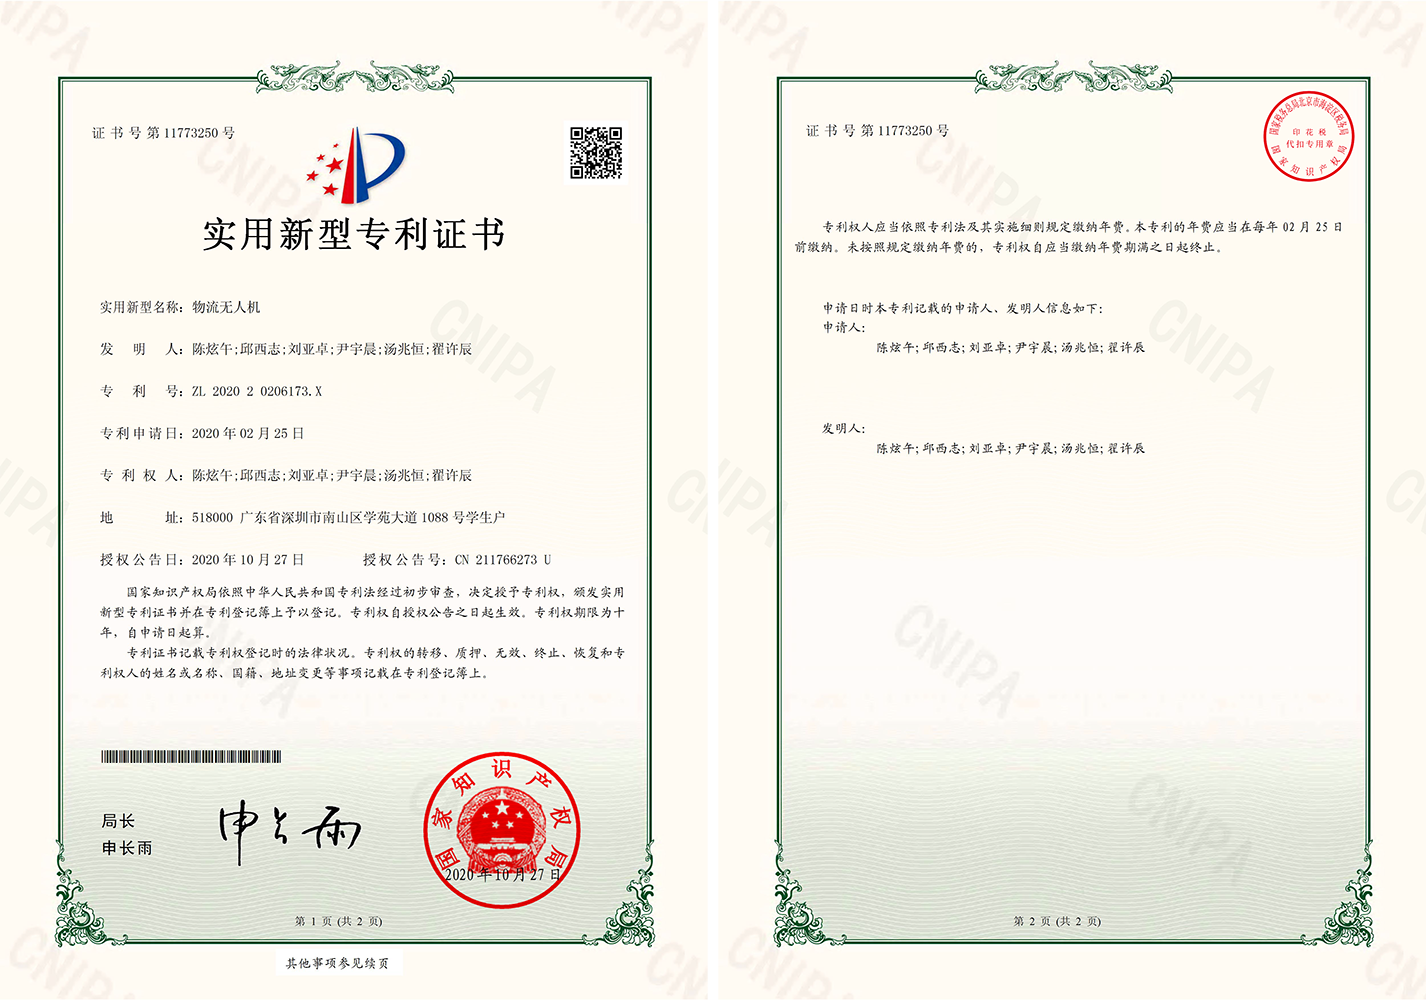 证书号第11773250号
实用新型专利证书
实用新型名称：物流无人机
发明人：陈炫午;邱西志;刘亚卓;尹宇晨;汤兆恒;翟许辰
专利号：ZL 2020 2 0206173.X
专利申请日：2020年02月25日
专利权人：陈炫午;邱西志;刘亚卓;尹宇晨;汤兆恒;翟许辰
地址：518000 广东省深圳市南山区学苑大道1088号学生户
授权公告日：2020年10月27日 授权公告号：CN 211766273 U
国家知识产权局依照中华人民共和国专利法经过初步审查，决定授予专利权，颁发实用
新型专利证书并在专利登记簿上予以登记。专利权自授权公告之日起生效。专利权期限为十
年，自申请日起算。
专利证书记载专利权登记时的法律状况。专利权的转移、质押、无效、终止、恢复和专
利权人的姓名或名称、国籍、地址变更等事项记载在专利登记簿上。
局长
申长雨
申长雨
国家知识产权局
2020年10月27日
第 1 页 (共 2 页)
其他事项参见续页
证书号第11773250号
国家税务总局北京市海淀区税务局
印花税
代扣专用章
国家知识产权局
专利权人应当依照专利法及其实施细则规定缴纳年费。本专利的年费应当在每年02月25日
前缴纳。未按照规定缴纳年费的，专利权自应当缴纳年费期满之日起终止。
申请日时本专利记载的申请人、发明人信息如下：
申请人：
陈炫午;邱西志;刘亚卓;尹宇晨;汤兆恒;翟许辰
发明人：
陈炫午;邱西志;刘亚卓;尹宇晨;汤兆恒;翟许辰
第 2 页 (共 2 页)
CNIPA